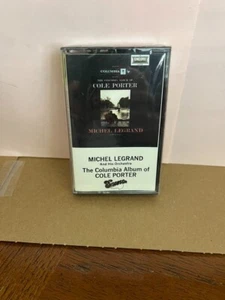 COLUMBIA
THE COLUMBIA ALBUM OF
COLE PORTER
MICHEL LEGRAND
MICHEL LEGRAND
And His Orchestra
The Columbia Album of
COLE PORTER